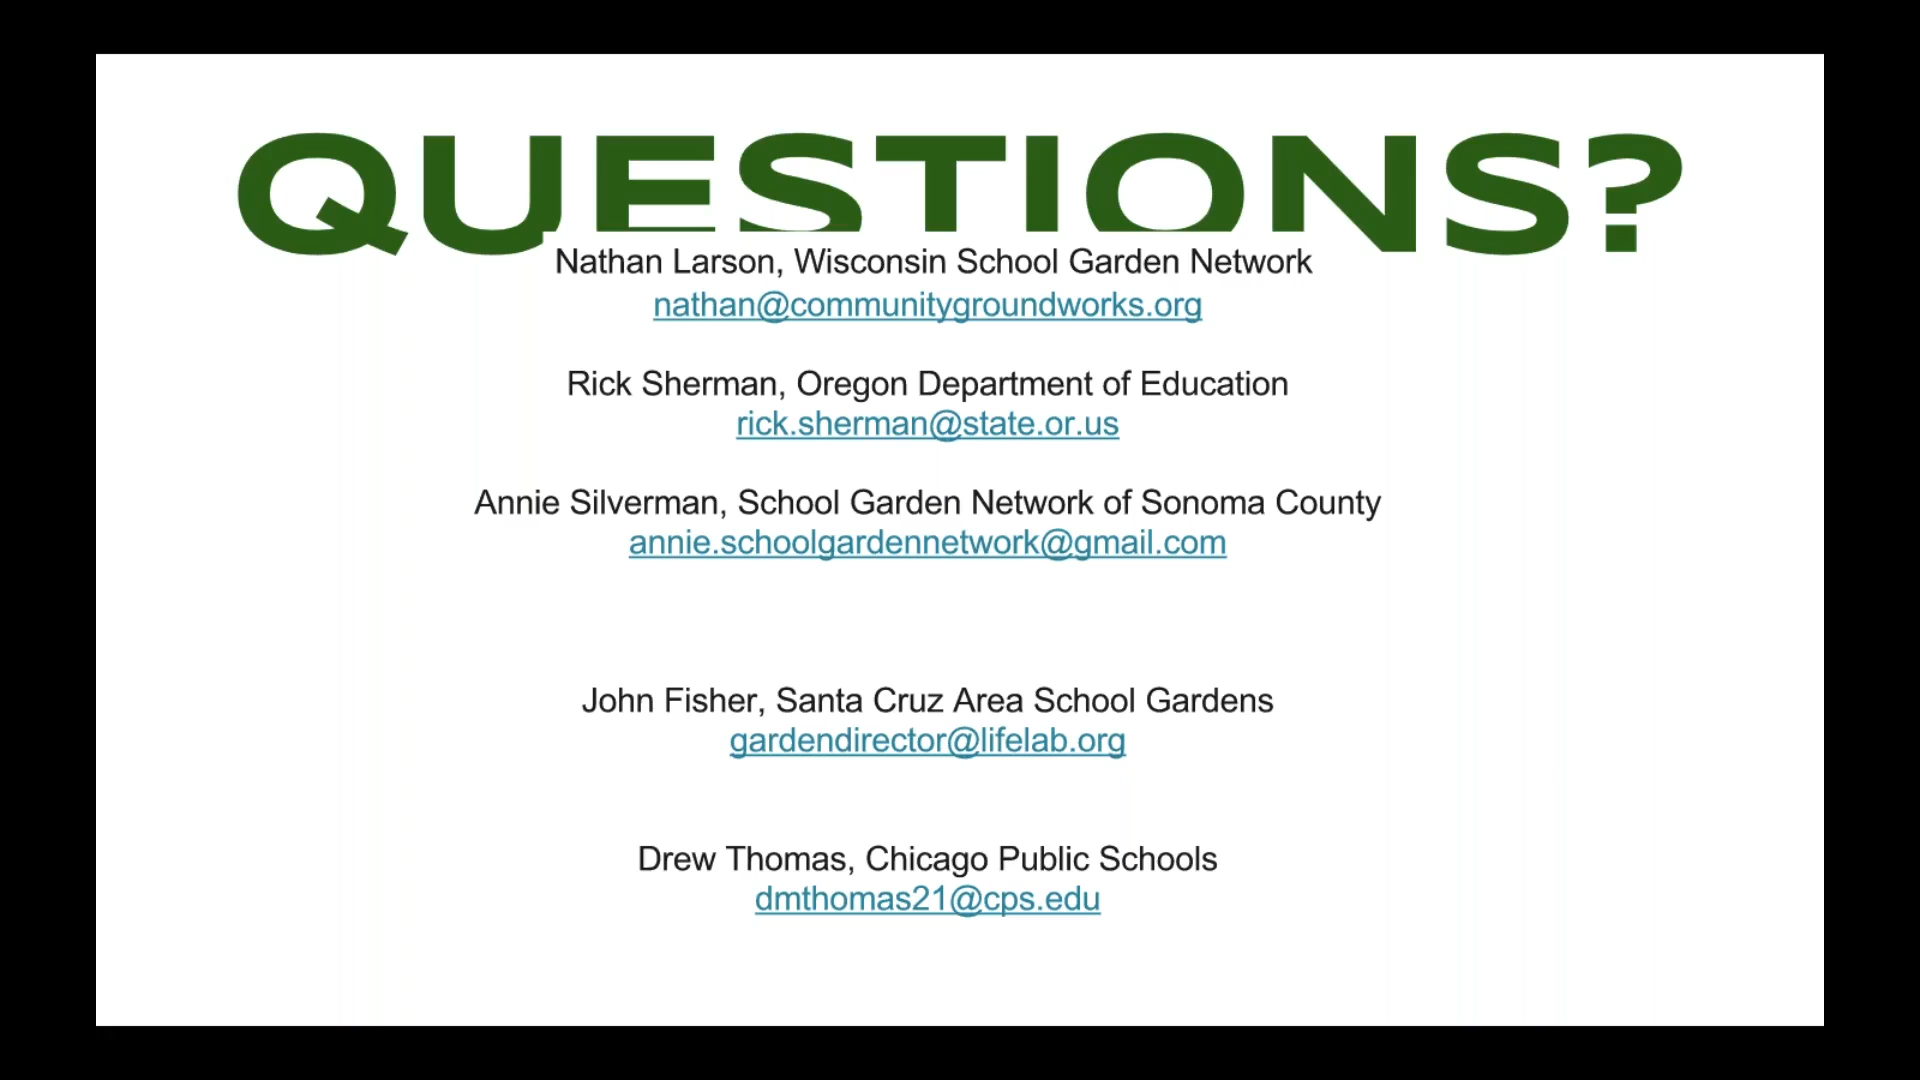 QUESTIONS?
Nathan Larson, Wisconsin School Garden Network
nathan@communitygroundworks.org
Rick Sherman, Oregon Department of Education
rick.sherman@state.or.us
Annie Silverman, School Garden Network of Sonoma County
annie.schoolgardennetwork@gmail.com
John Fisher, Santa Cruz Area School Gardens
gardendirector@lifelab.org
Drew Thomas, Chicago Public Schools
dmthomas21@cps.edu